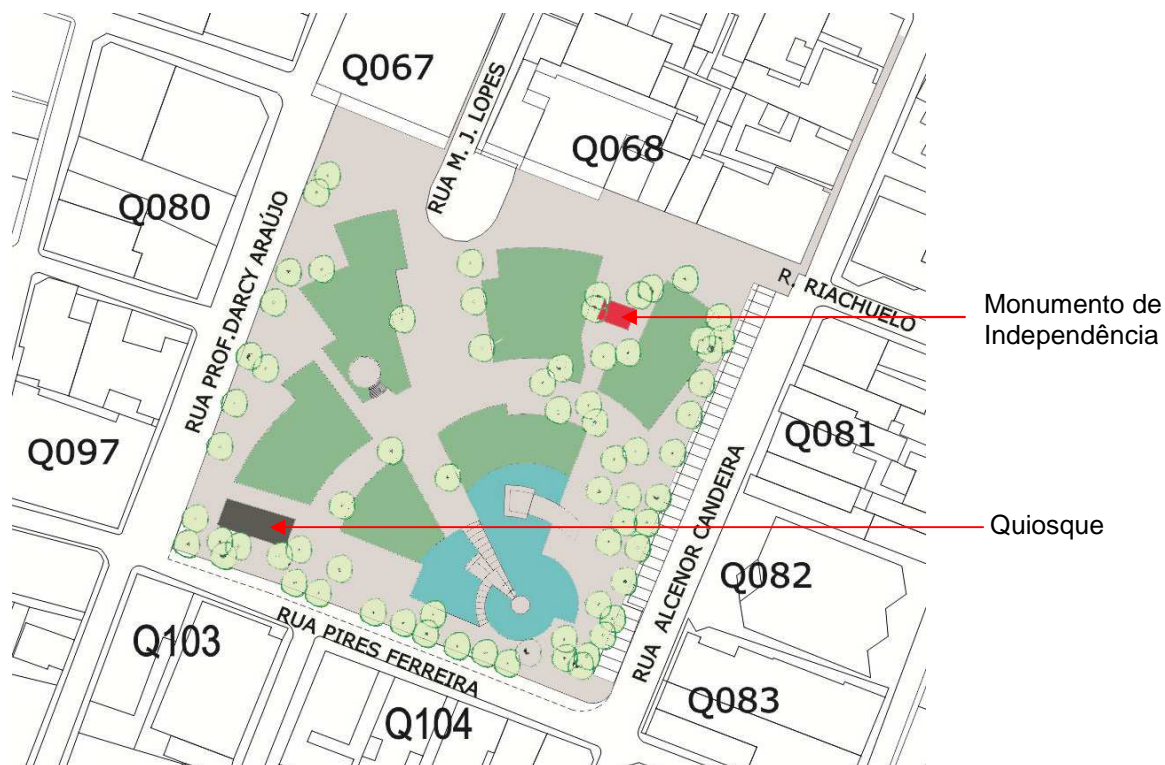 Q067
RUA M. J. LOPES
Q068
Q080
RUA PROF.DARCY ARAÚJO
R. RIACHUELO
Monumento de
Independência
Q097
Q081
RUA ALCENOR CANDEIRA
Quiosque
Q082
Q103
RUA PIRES FERREIRA
Q104
Q083